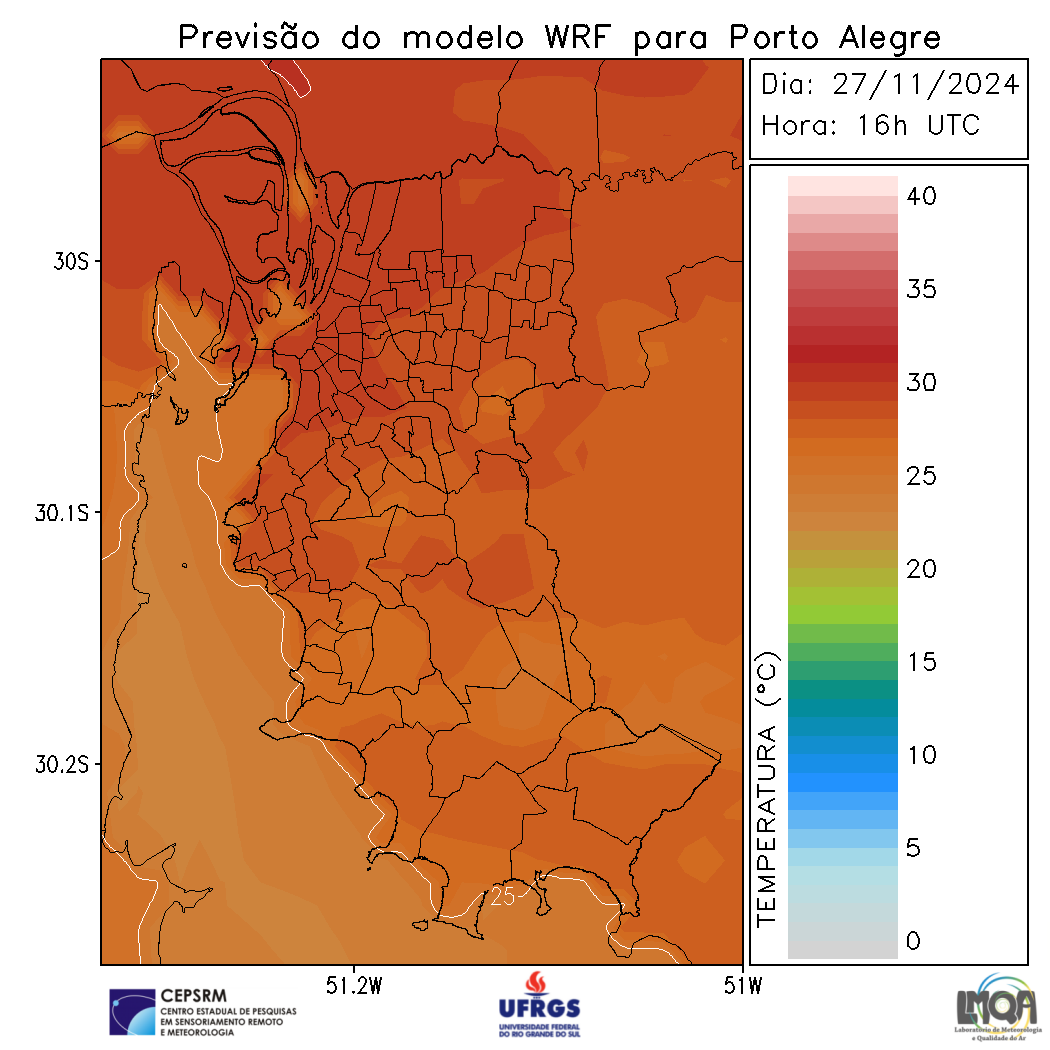 Previsão do modelo WRF para Porto Alegre
Dia: 27/11/2024
Hora: 16h UTC
30S
30.1S
30.2S
51.2W
51W
25
TEMPERATURA (°C)
40
35
30
25
20
15
10
5
0
CEPSRM
CENTRO ESTADUAL DE PESQUISAS
EM SENSORIAMENTO REMOTO
E METEOROLOGIA
UFRGS
UNIVERSIDADE FEDERAL
DO RIO GRANDE DO SUL
LMQA
Laboratório de Meteorologia
e Qualidade do Ar